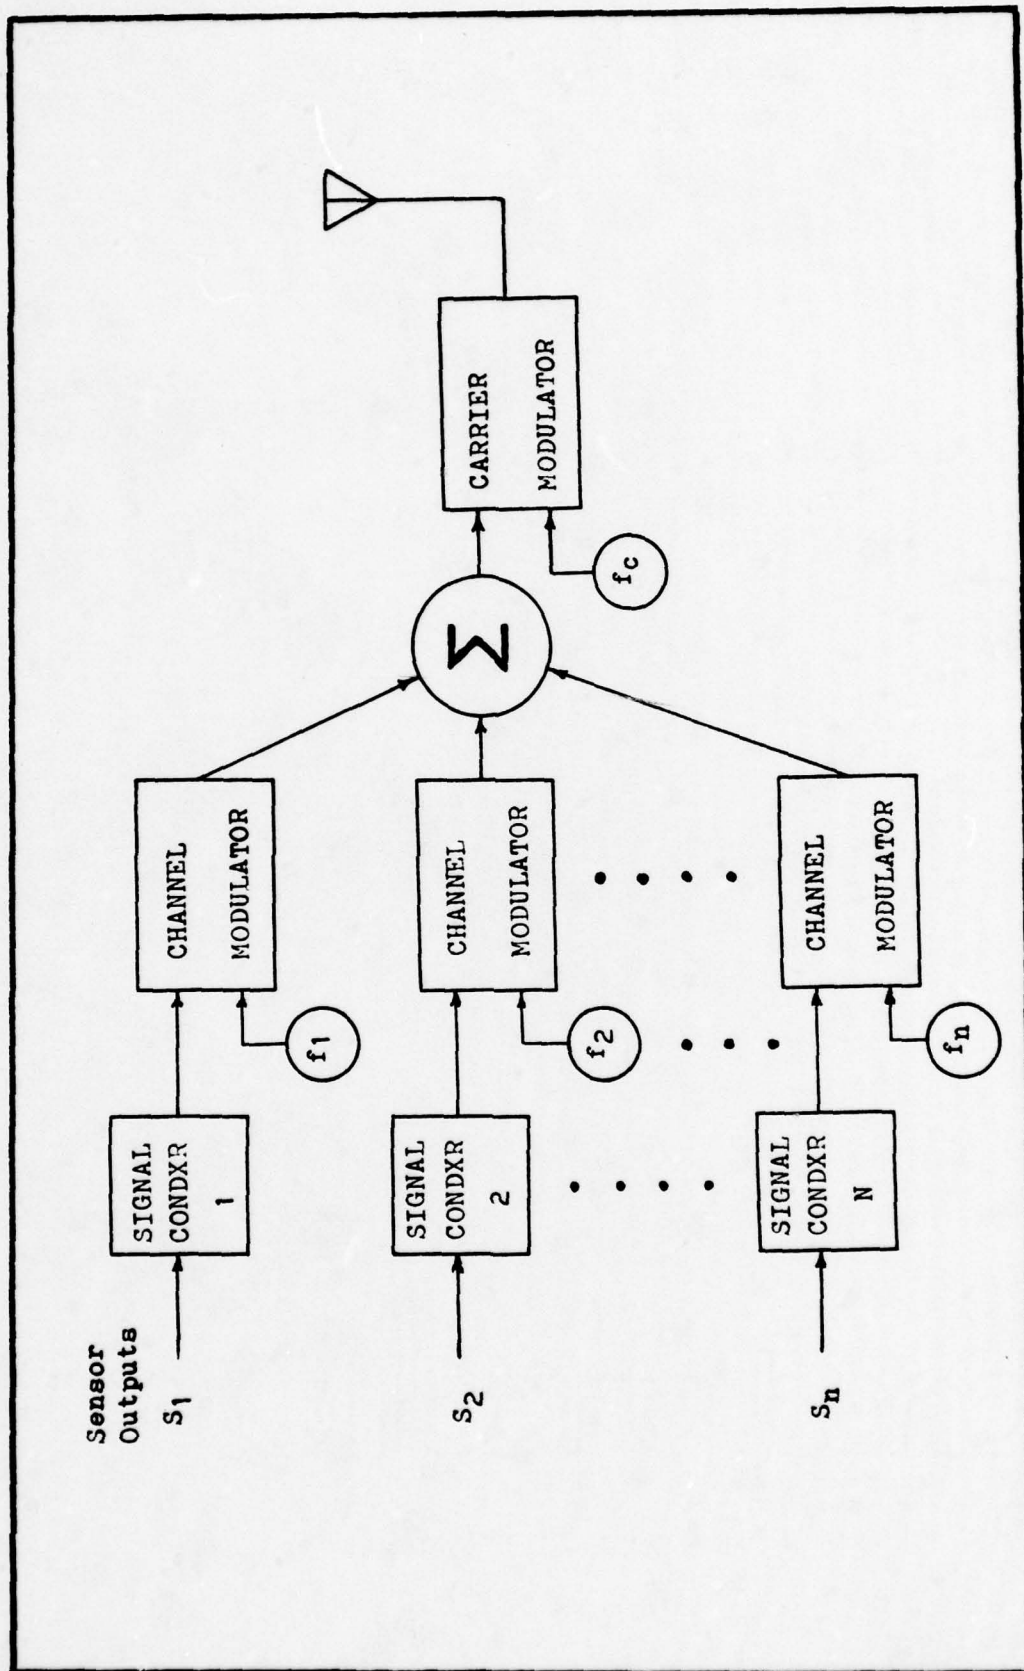 Sensor
Outputs
S1
SIGNAL
CONDXR
1
f1
CHANNEL
MODULATOR
S2
SIGNAL
CONDXR
2
f2
CHANNEL
MODULATOR
Sn
SIGNAL
CONDXR
N
fn
CHANNEL
MODULATOR
Σ
fc
CARRIER
MODULATOR